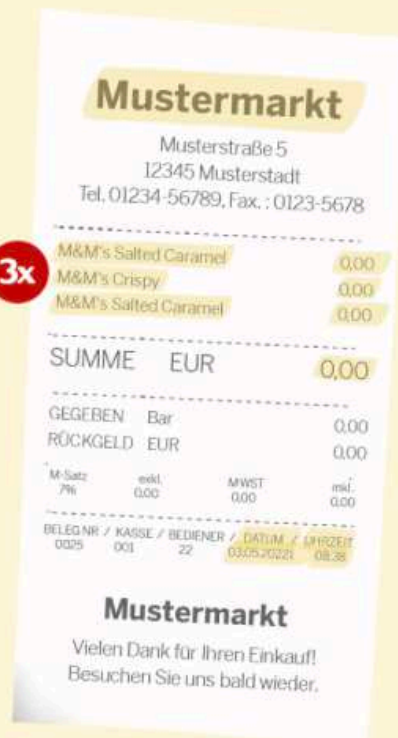 Mustermarkt
Musterstraße 5
12345 Musterstadt
Tel. 01234-56789, Fax. : 0123-5678
3x
M&M's Salted Caramel 0,00
M&M's Crispy 0,00
M&M's Salted Caramel 0,00
SUMME EUR 0,00
GEGEBEN Bar 0,00
RÜCKGELD EUR 0,00
M-Satz exkl. MWST inkl.
7% 0,00 0,00 0,00
BELEG NR / KASSE / BEDIENER / DATUM / UHRZEIT
0025 001 22 03.05.20221 08.38
Mustermarkt
Vielen Dank für Ihren Einkauf!
Besuchen Sie uns bald wieder.